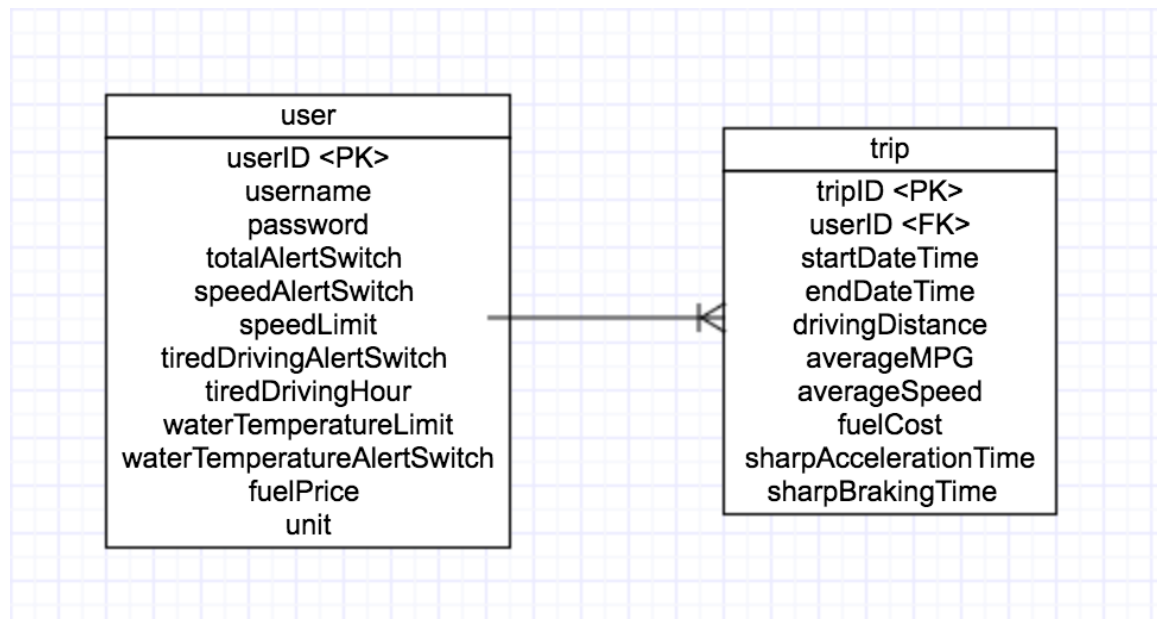 user
userID <PK>
username
password
totalAlertSwitch
speedAlertSwitch
speedLimit
tiredDrivingAlertSwitch
tiredDrivingHour
waterTemperatureLimit
waterTemperatureAlertSwitch
fuelPrice
unit
trip
tripID <PK>
userID <FK>
startDateTime
endDateTime
drivingDistance
averageMPG
averageSpeed
fuelCost
sharpAccelerationTime
sharpBrakingTime